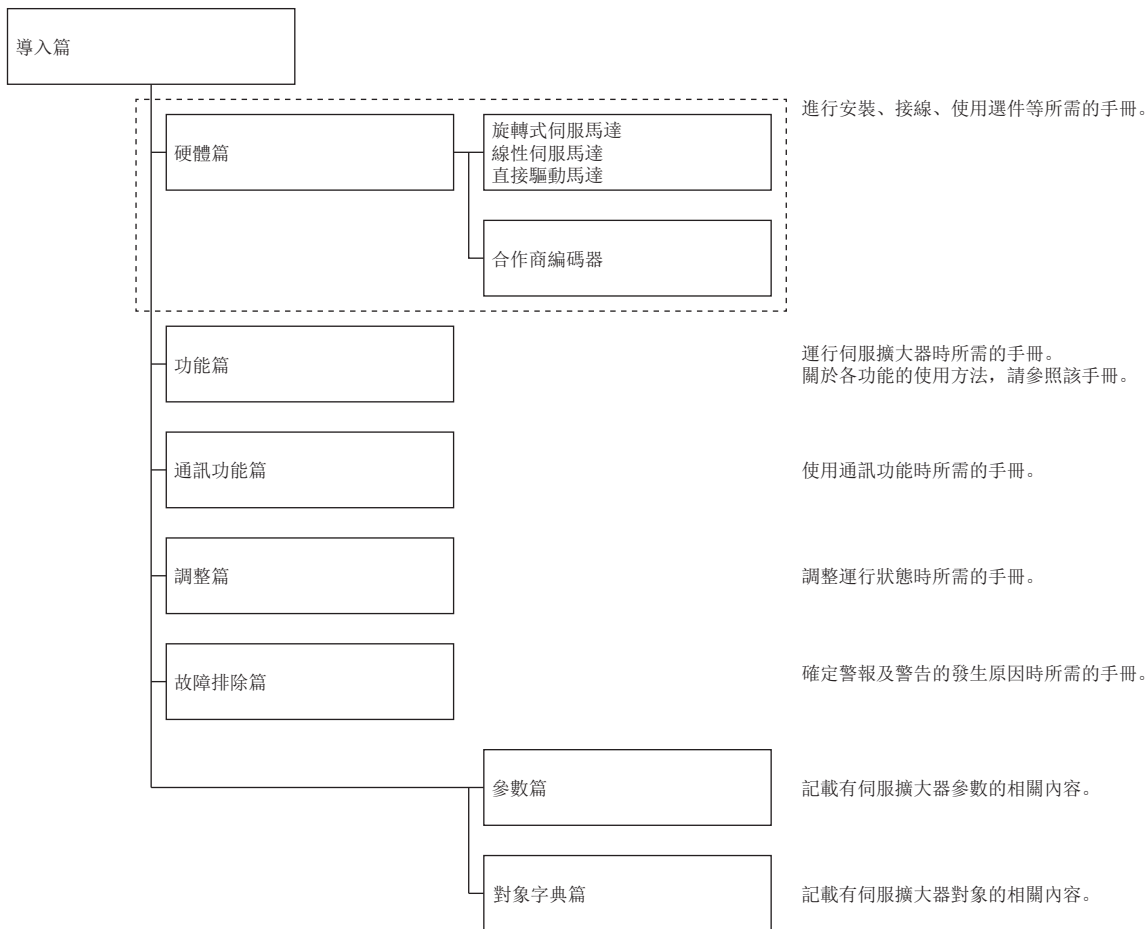 導入篇
進行安裝、接線、使用選件等所需的手冊。
硬體篇
旋轉式伺服馬達
線性伺服馬達
直接驅動馬達
合作商編碼器
功能篇
運行伺服擴大器時所需的手冊。
關於各功能的使用方法，請參照該手冊。
通訊功能篇
使用通訊功能時所需的手冊。
調整篇
調整運行狀態時所需的手冊。
故障排除篇
確定警報及警告的發生原因時所需的手冊。
參數篇
記載有伺服擴大器參數的相關內容。
對象字典篇
記載有伺服擴大器對象的相關內容。